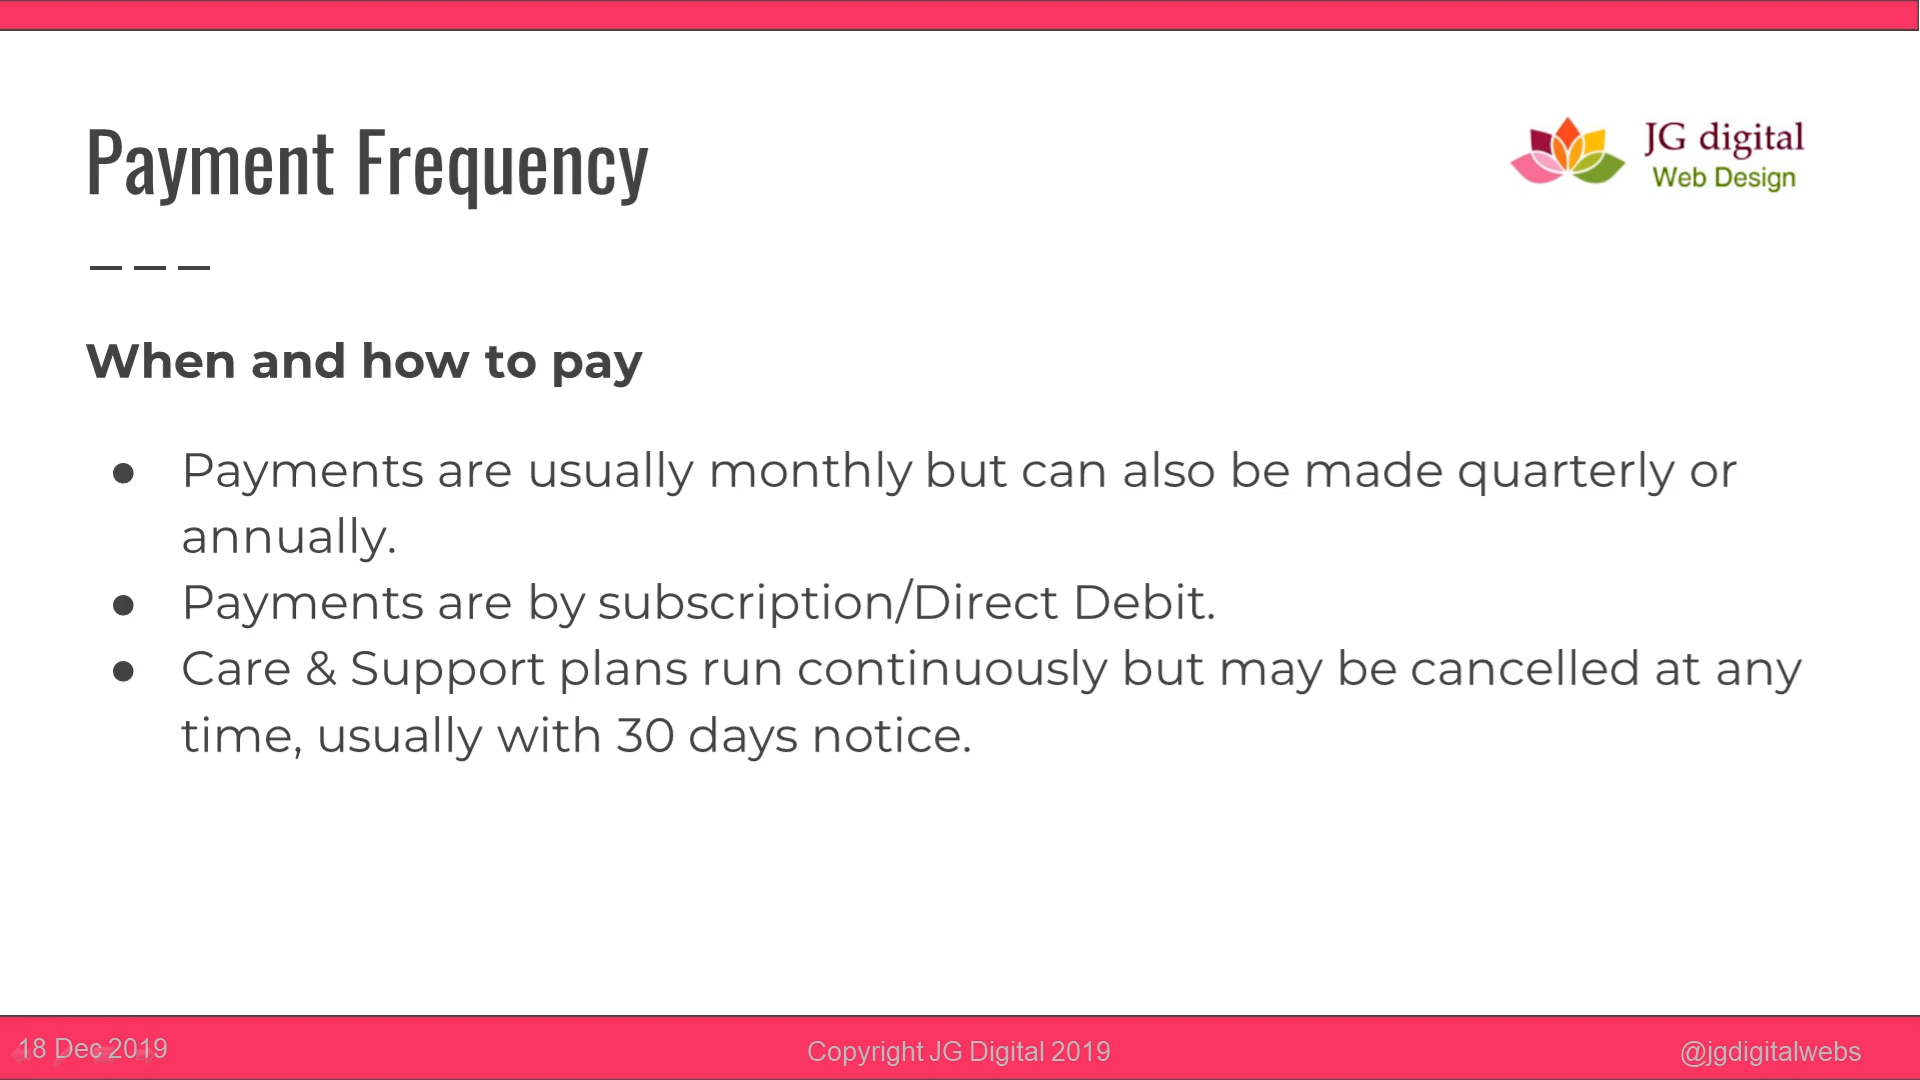 Payment Frequency
JG digital
Web Design
When and how to pay
● Payments are usually monthly but can also be made quarterly or
annually.
● Payments are by subscription/Direct Debit.
● Care & Support plans run continuously but may be cancelled at any
time, usually with 30 days notice.
18 Dec 2019
Copyright JG Digital 2019
@jgdigitalwebs